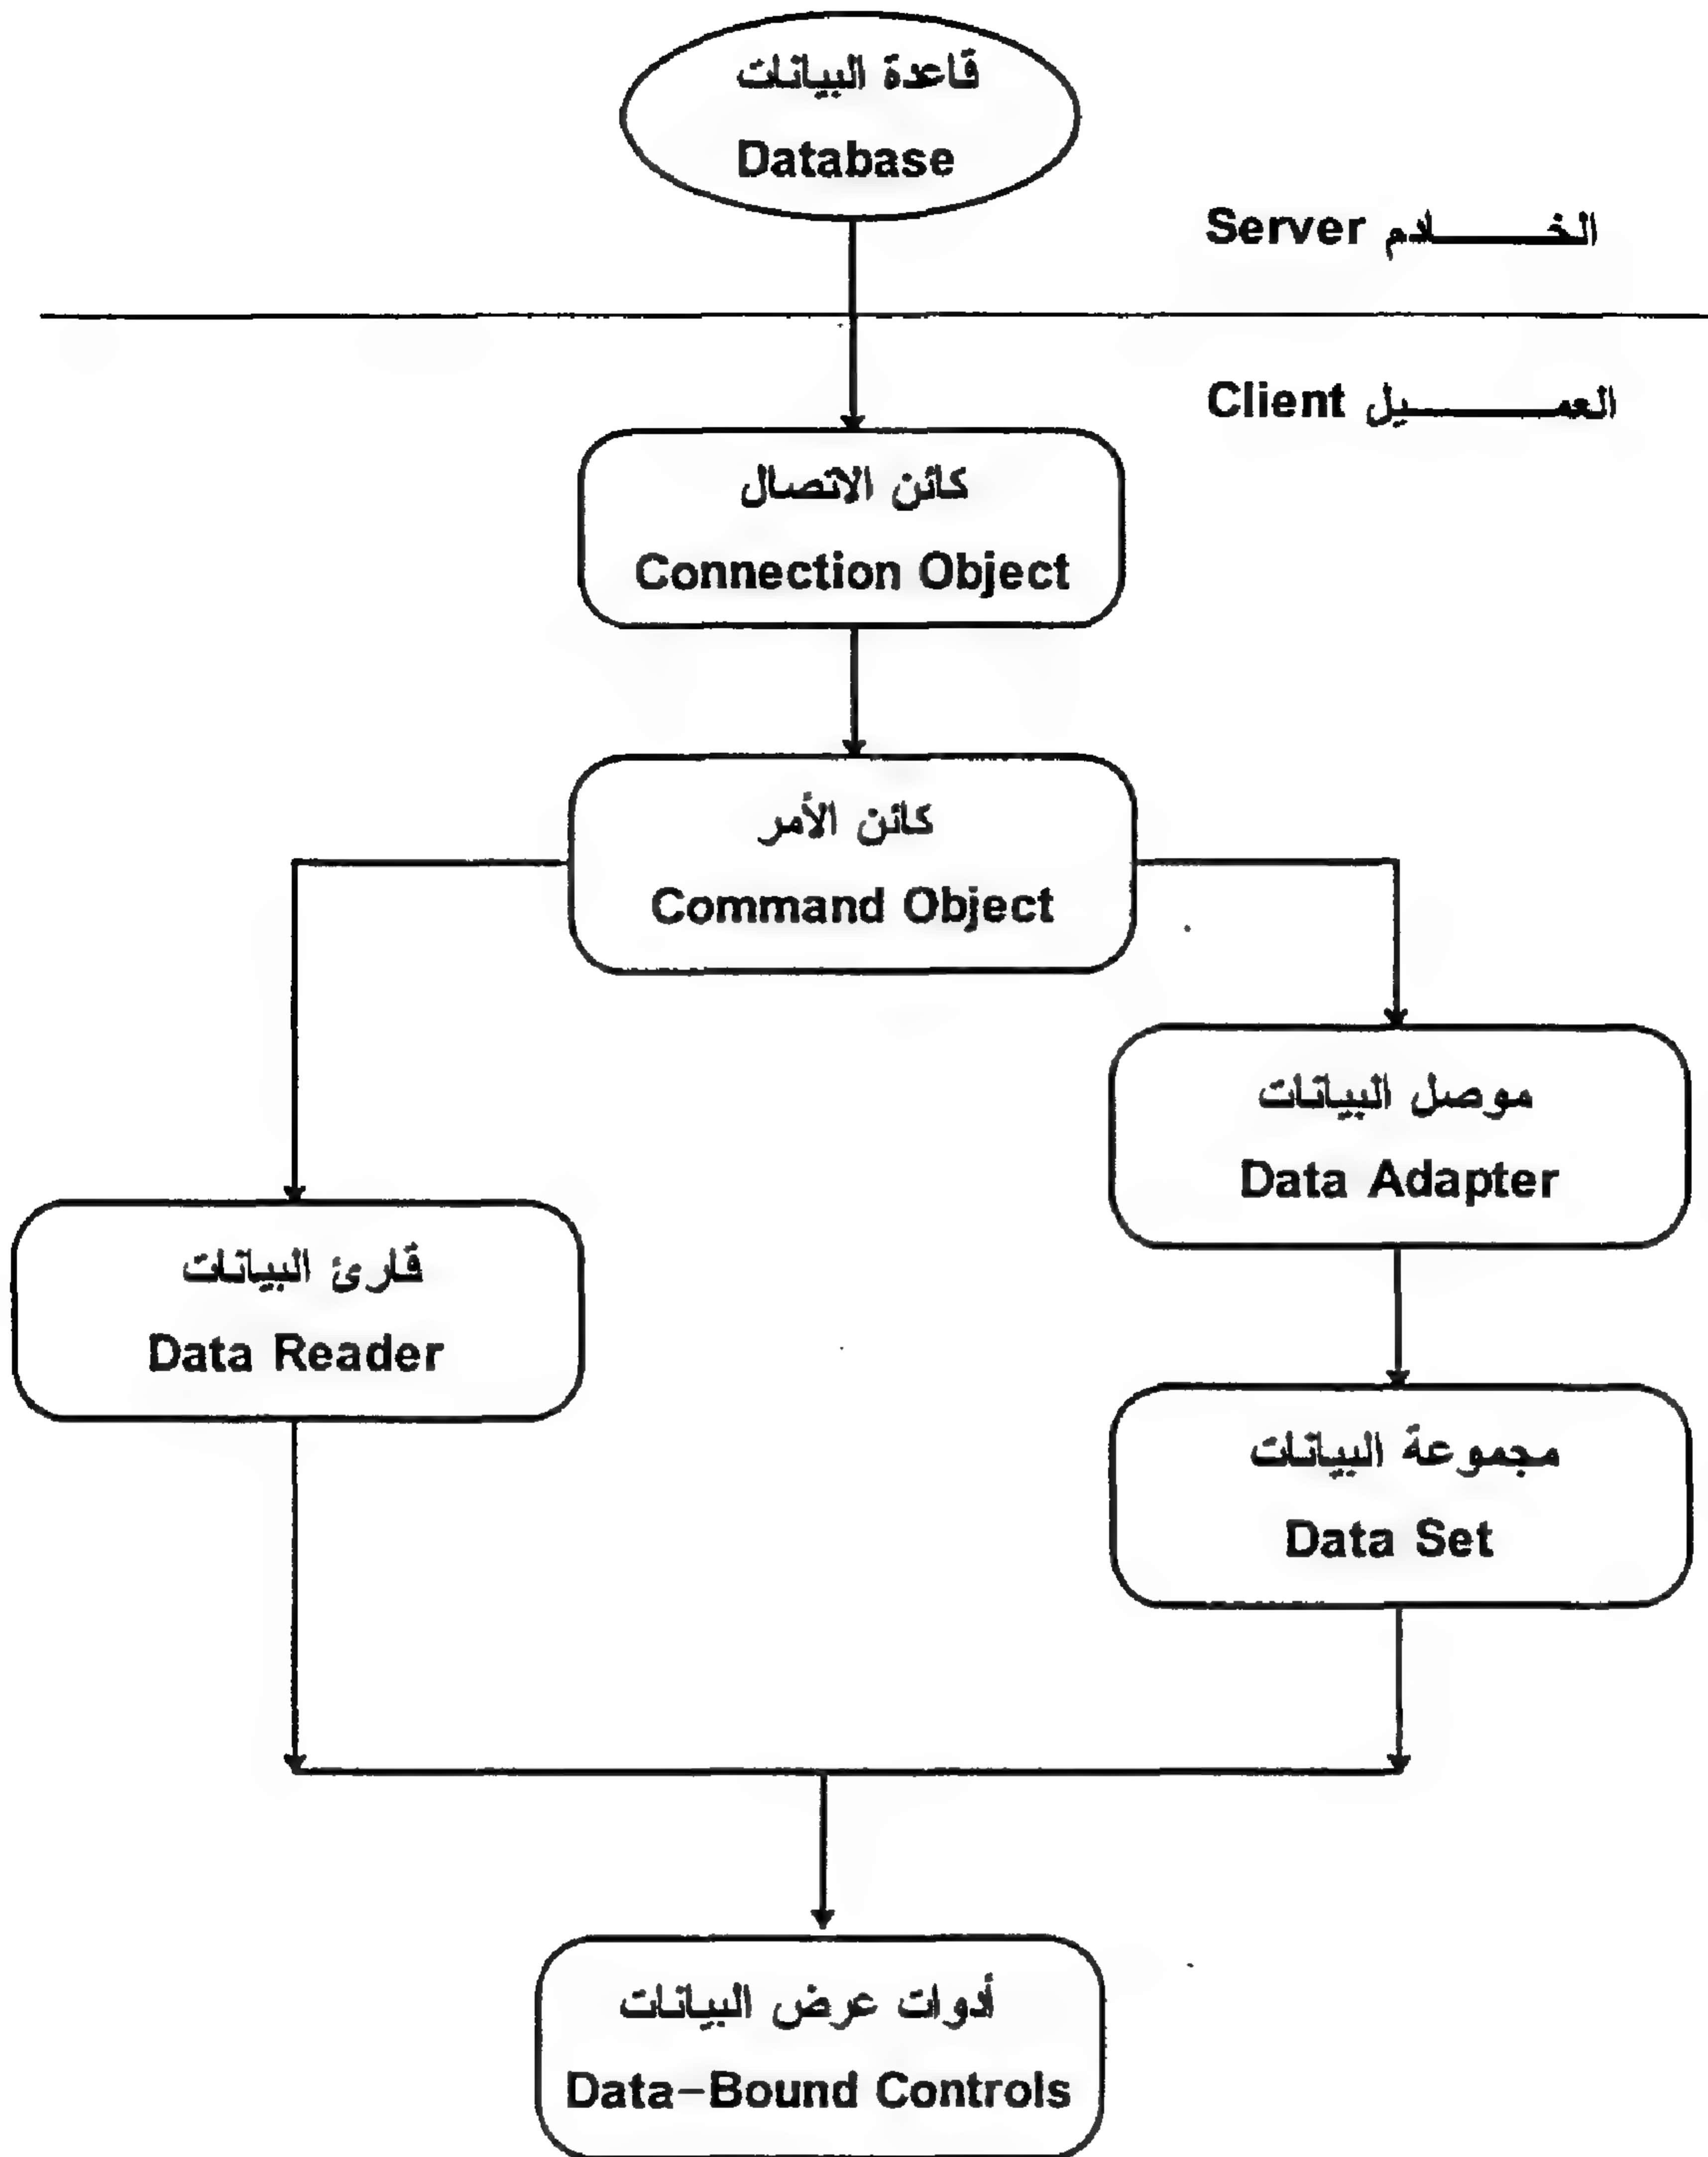 قاعدة البيانات
Database
الخـــــادم Server
العمـــــيل Client
كائن الاتصال
Connection Object
كائن الأمر
Command Object
موصل البيانات
Data Adapter
قارئ البيانات
Data Reader
مجموعة البيانات
Data Set
أدوات عرض البيانات
Data-Bound Controls